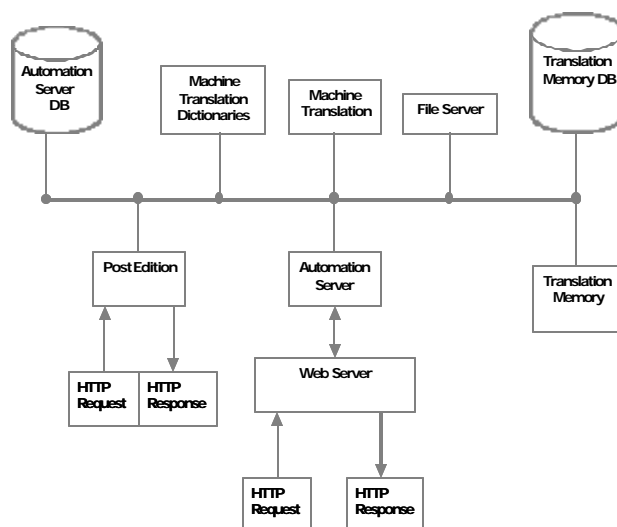 Automation
Server
DB
Machine
Translation
Dictionaries
Machine
Translation
File Server
Translation
Memory DB
Post Edition
Automation
Server
Translation
Memory
HTTP
Request
HTTP
Response
Web Server
HTTP
Request
HTTP
Response